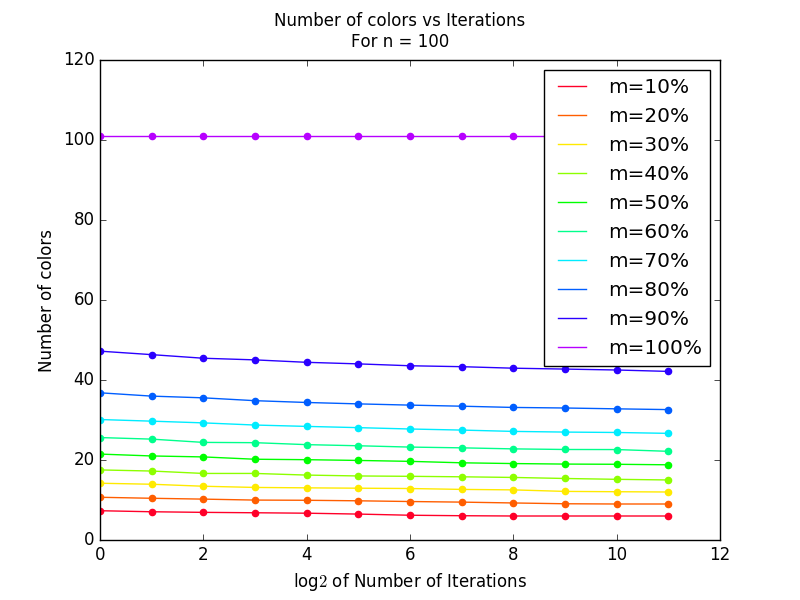 Number of colors vs Iterations
For n = 100
120
100
80
60
40
20
0
Number of colors
m=10%
m=20%
m=30%
m=40%
m=50%
m=60%
m=70%
m=80%
m=90%
m=100%
0 2 4 6 8 10 12
log2 of Number of Iterations